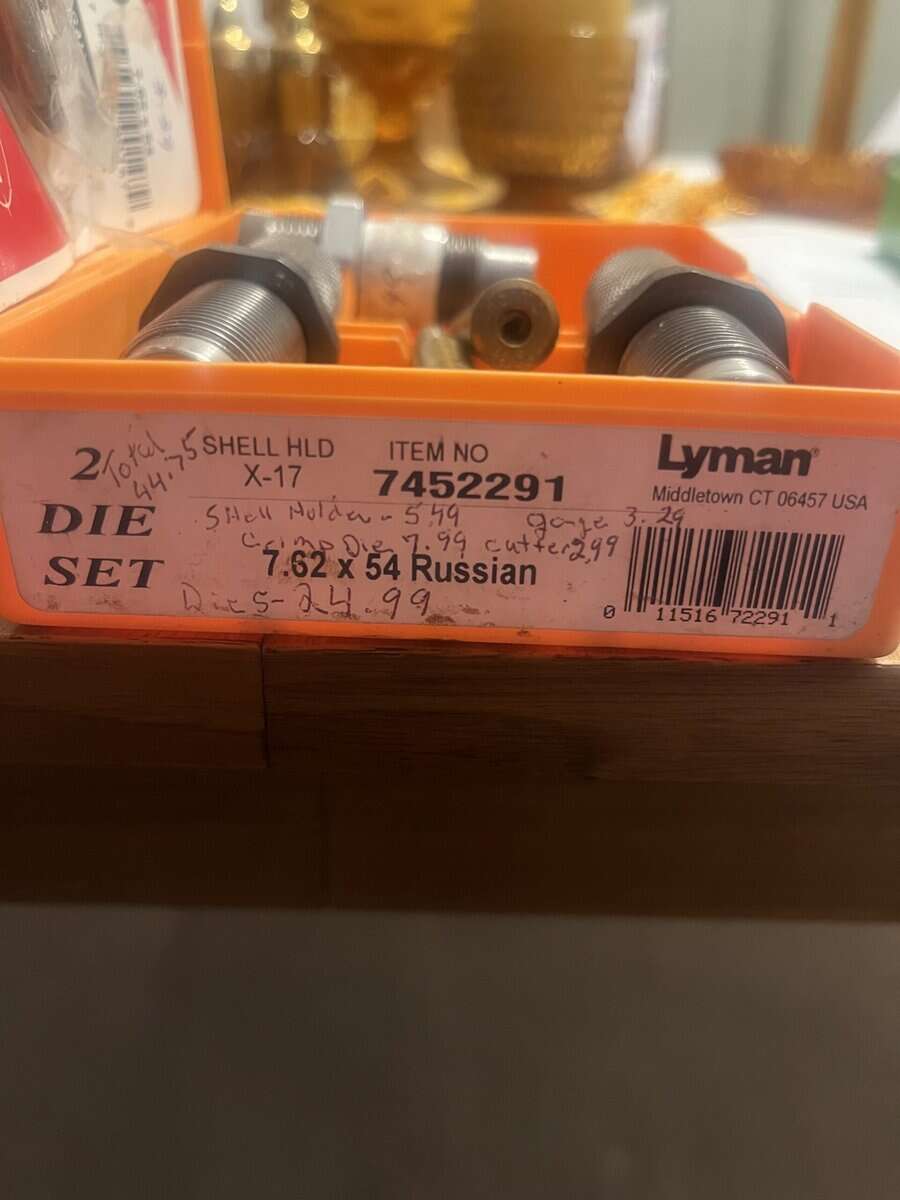 2
DIE
SET
Total
44.75
SHELL HLD
X-17
ITEM NO
7452291
Lyman®
Middletown CT 06457 USA
Shell Holder - 5.49 gage 3.29
Crimp Die 7.99 cutter 2.99
7.62 x 54 Russian
Dies - 24.99
0 11516 72291 1